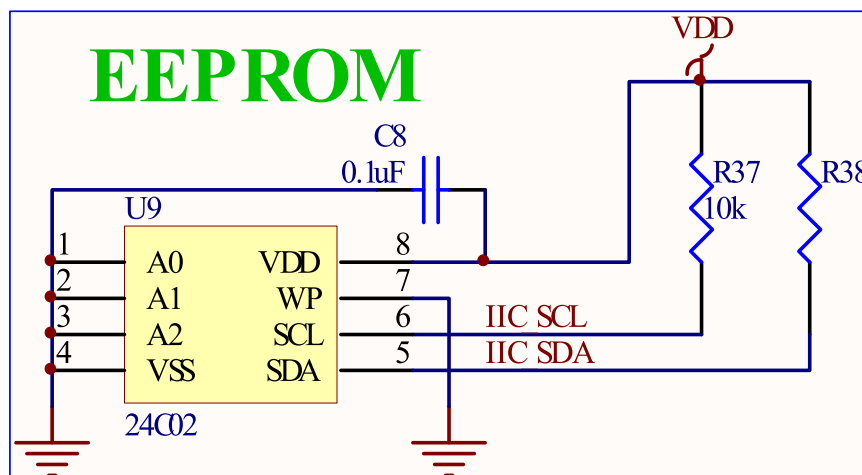 VDD
EEPROM
C8
0.1uF
R37
R38
10k
U9
1
A0
VDD
8
2
A1
WP
7
3
A2
SCL
6
IIC SCL
4
VSS
SDA
5
IIC SDA
24C02